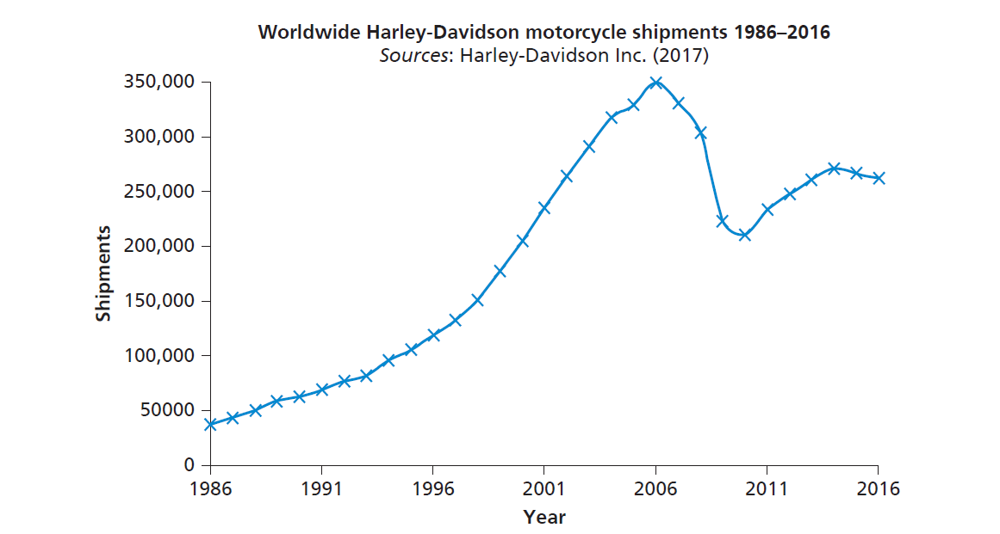 Worldwide Harley-Davidson motorcycle shipments 1986–2016
Sources: Harley-Davidson Inc. (2017)
350,000
300,000
250,000
200,000
150,000
100,000
50000
0
Shipments
1986 1991 1996 2001 2006 2011 2016
Year